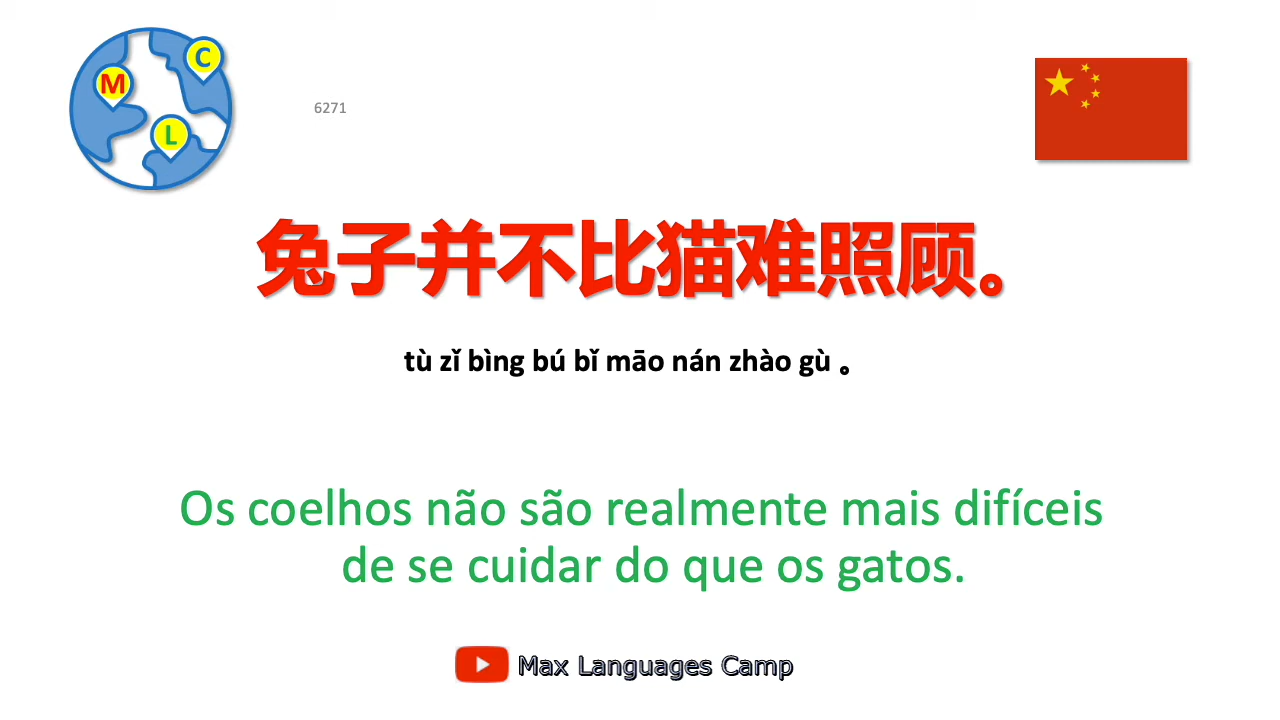 M
C
L
6271
兔子并不比猫难照顾。
tù zǐ bìng bú bǐ māo nán zhào gù 。
Os coelhos não são realmente mais difíceis
de se cuidar do que os gatos.
Max Languages Camp